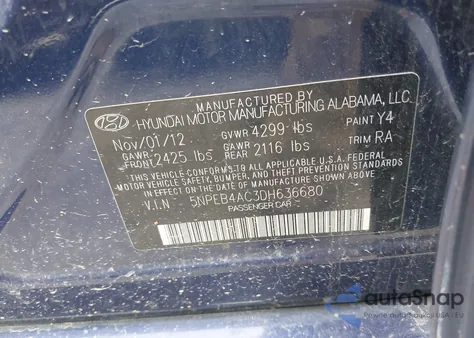 MANUFACTURED BY
HYUNDAI MOTOR MANUFACTURING ALABAMA, LLC.
Nov/01/12 GVWR 4299 lbs PAINT Y4
GAWR FRONT 2425 lbs GAWR REAR 2116 lbs TRIM RA
THIS VEHICLE CONFORMS TO ALL APPLICABLE U.S.A. FEDERAL
MOTOR VEHICLE SAFETY, BUMPER, AND THEFT PREVENTION STANDARDS
IN EFFECT ON THE DATE OF MANUFACTURE SHOWN ABOVE.
V.I.N 5NPEB4AC3DH636680
PASSENGER CAR
autoSnap